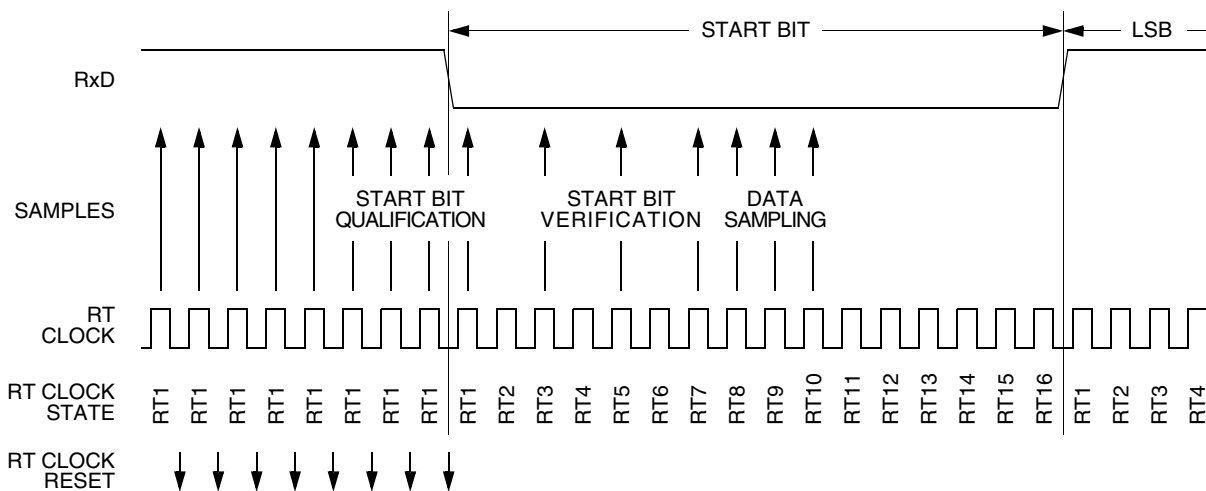 START BIT LSB
RxD
SAMPLES
START BIT
QUALIFICATION
START BIT
VERIFICATION
DATA
SAMPLING
RT
CLOCK
RT CLOCK
STATE
RT1 RT1 RT1 RT1 RT1 RT1 RT1 RT1 RT1 RT2 RT3 RT4 RT5 RT6 RT7 RT8 RT9 RT10 RT11 RT12 RT13 RT14 RT15 RT16 RT1 RT2 RT3 RT4
RT CLOCK
RESET